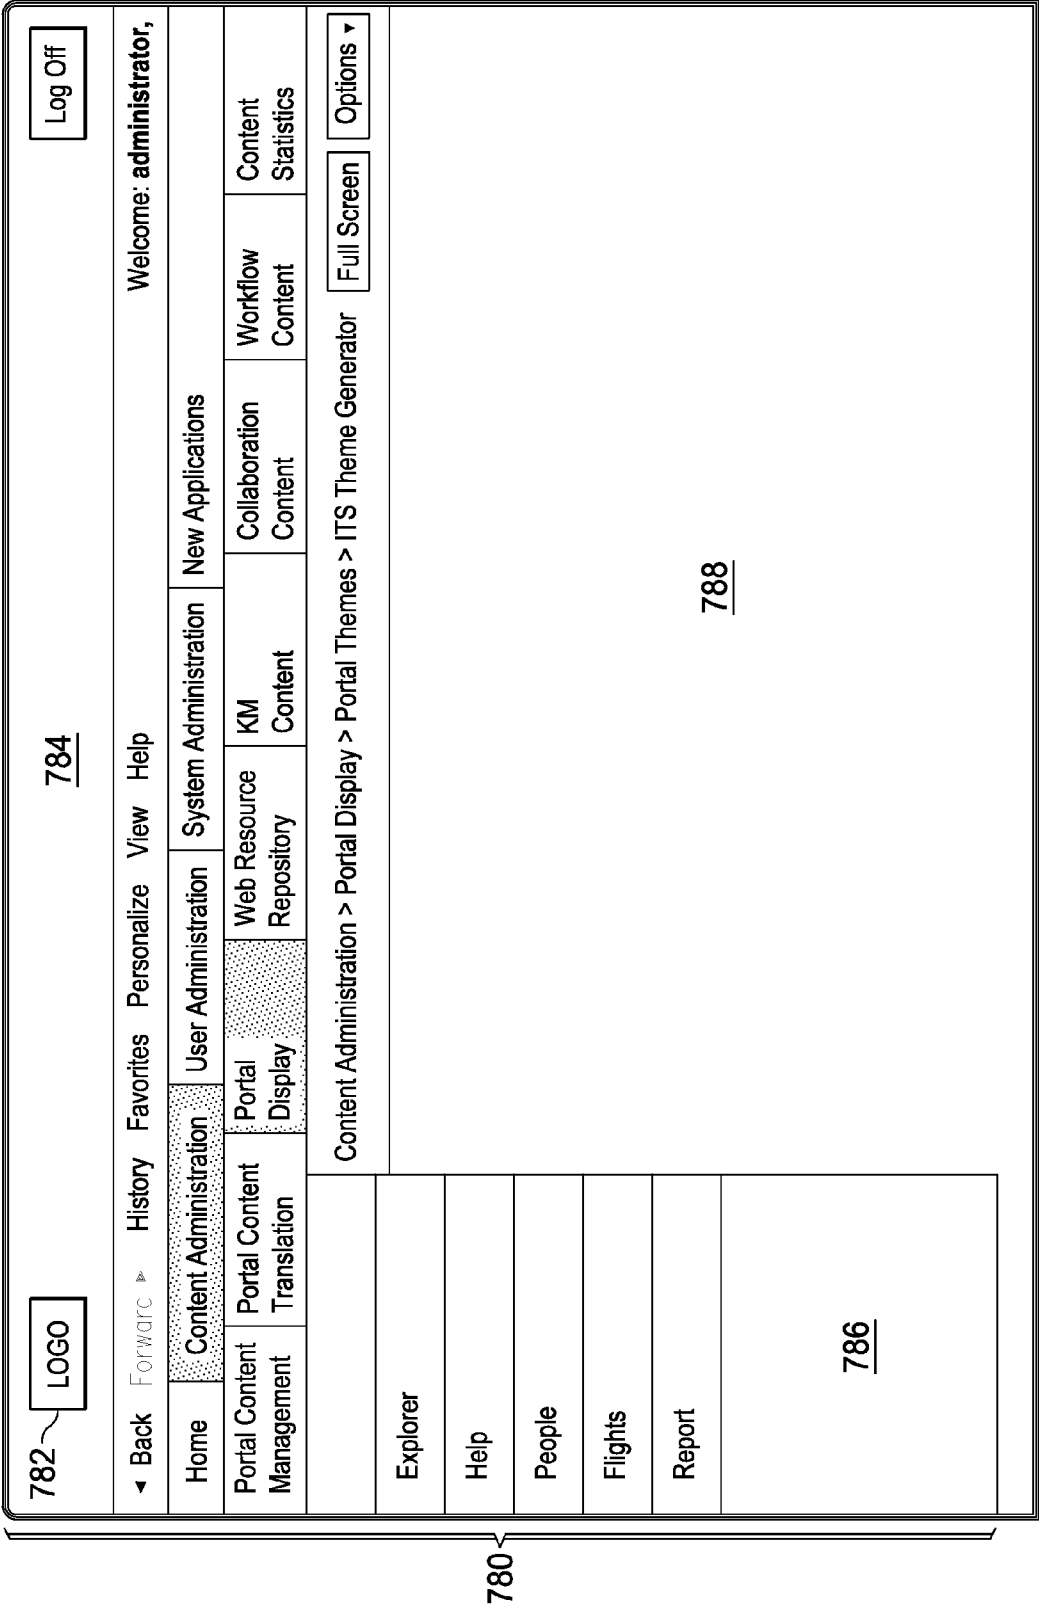 780
782
LOGO
784
Log Off
Back Forwarc History Favorites Personalize View Help
Welcome: administrator,
Home
Content Administration
User Administration
System Administration
New Applications
Portal Content
Management
Portal Content
Translation
Portal
Display
Web Resource
Repository
KM
Content
Collaboration
Content
Workflow
Content
Content
Statistics
Content Administration > Portal Display > Portal Themes > ITS Theme Generator
Full Screen
Options
Explorer
Help
People
Flights
Report
786
788